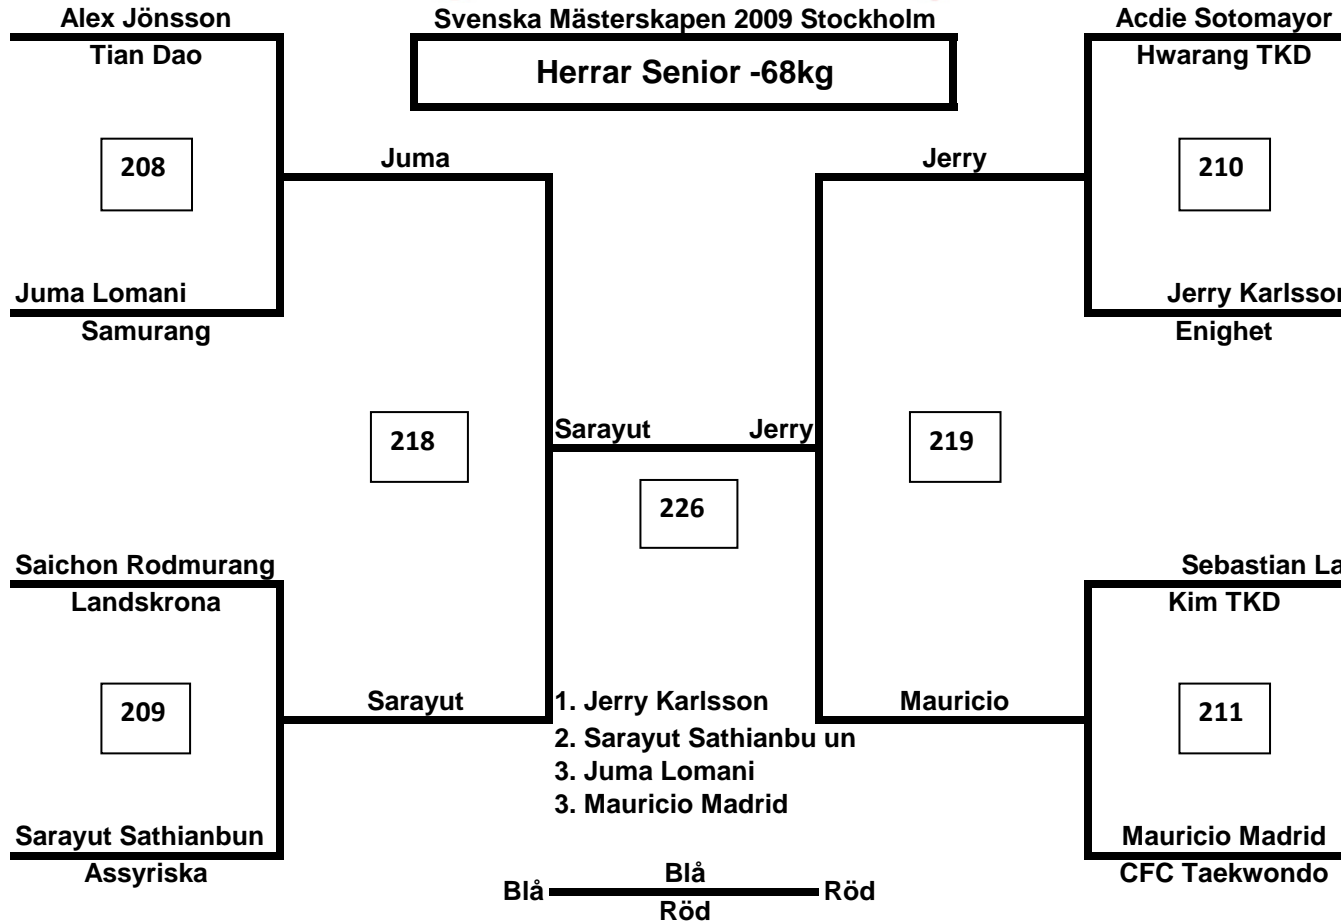 Svenska Mästerskapen 2009 Stockholm
Herrar Senior -68kg
Alex Jönsson
Tian Dao
208
Juma Lomani
Samurang
Juma
218
Saichon Rodmurang
Landskrona
209
Sarayut Sathianbun
Assyriska
Sarayut
Sarayut Jerry
226
Acdie Sotomayor
Hwarang TKD
210
Jerry Karlsson
Enighet
Jerry
219
Sebastian
Kim TKD
211
Mauricio Madrid
CFC Taekwondo
Mauricio
1. Jerry Karlsson
2. Sarayut Sathianbu un
3. Juma Lomani
3. Mauricio Madrid
Blå
Blå Röd
Röd